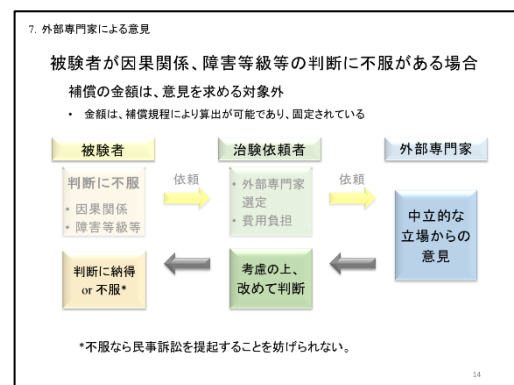 7. 外部専門家による意見
被験者が因果関係、障害等級等の判断に不服がある場合
補償の金額は、意見を求める対象外
• 金額は、補償規程により算出が可能であり、固定されている
被験者
治験依頼者
外部専門家
判断に不服
• 因果関係
• 障害等級等
依頼
• 外部専門家
選定
• 費用負担
依頼
中立的な
立場からの
意見
判断に納得
or 不服*
考慮の上、
改めて判断
*不服なら民事訴訟を提起することを妨げられない。
14